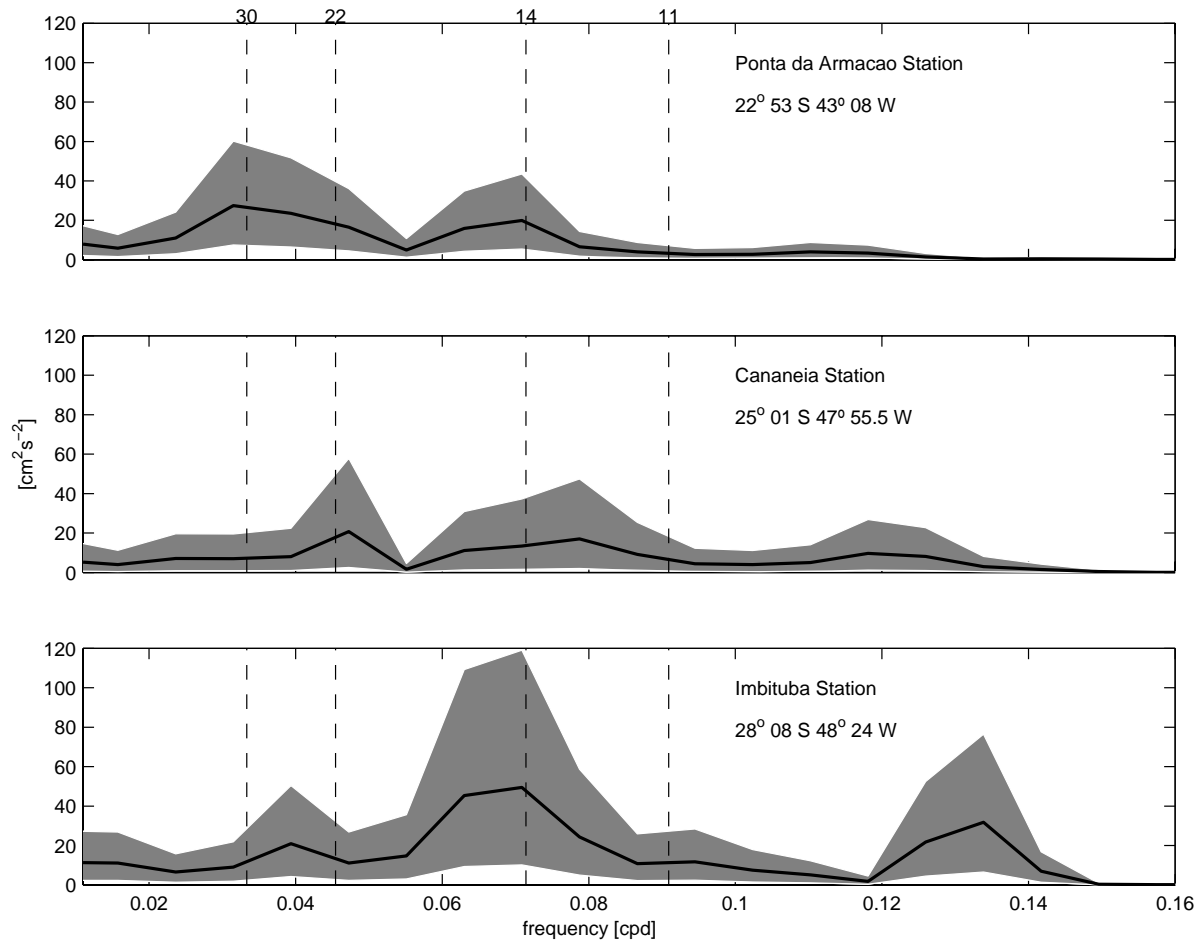 30 22 14 11
120
100
80
60
40
20
0
Ponta da Armacao Station
22° 53 S 43º 08 W
120
100
80
60
40
20
0
[cm²s⁻²]
Cananeia Station
25° 01 S 47º 55.5 W
120
100
80
60
40
20
0
Imbituba Station
28° 08 S 48° 24 W
0.02 0.04 0.06 0.08 0.1 0.12 0.14 0.16
frequency [cpd]